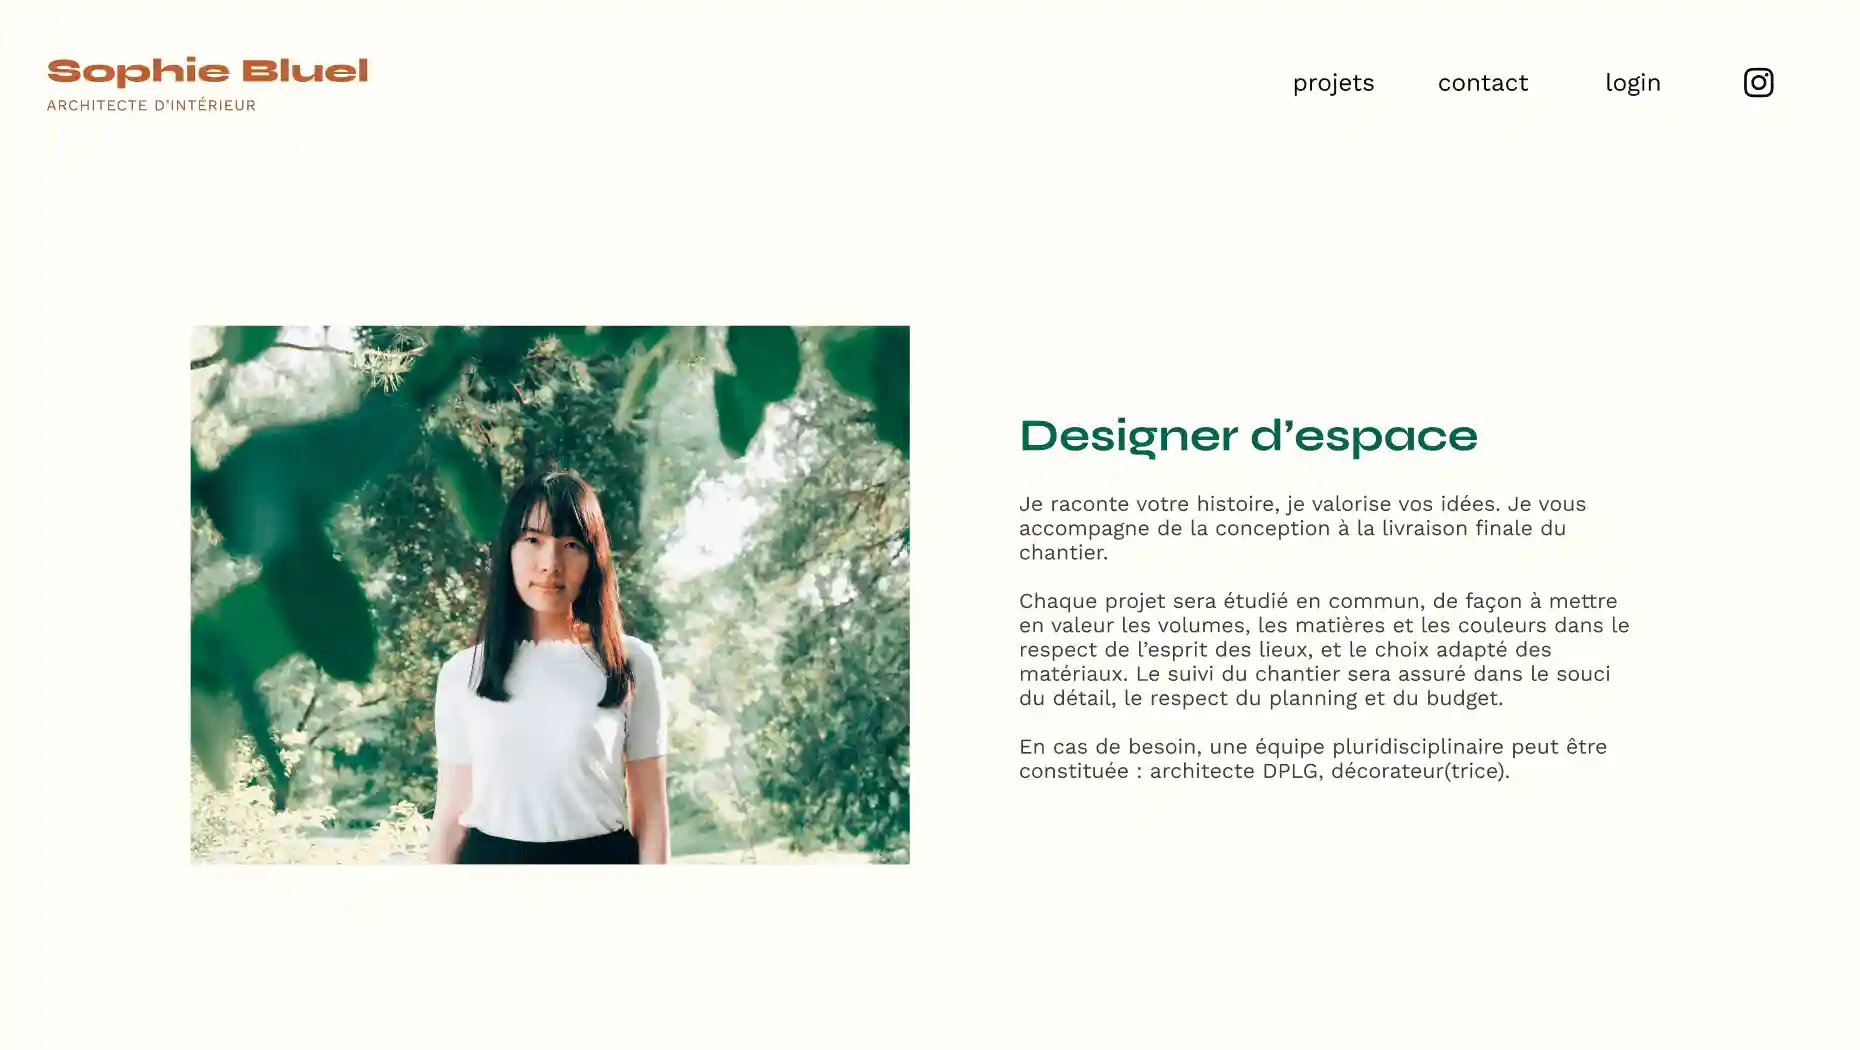 Sophie Bluel
ARCHITECTE D’INTÉRIEUR
projets contact login
Designer d’espace
Je raconte votre histoire, je valorise vos idées. Je vous
accompagne de la conception à la livraison finale du
chantier.
Chaque projet sera étudié en commun, de façon à mettre
en valeur les volumes, les matières et les couleurs dans le
respect de l’esprit des lieux, et le choix adapté des
matériaux. Le suivi du chantier sera assuré dans le souci
du détail, le respect du planning et du budget.
En cas de besoin, une équipe pluridisciplinaire peut être
constituée : architecte DPLG, décorateur(trice).